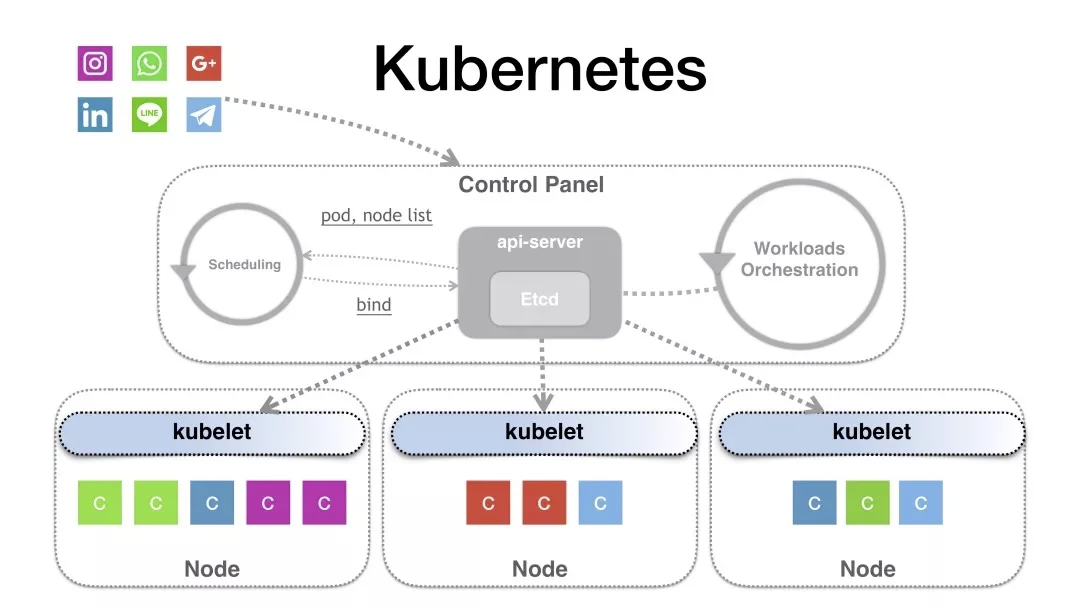 Kubernetes
G+
in
LINE
Control Panel
pod, node list
api-server
Scheduling
Workloads
Orchestration
Etcd
bind
kubelet
kubelet
kubelet
C C C C C
C C C
C C C
Node
Node
Node